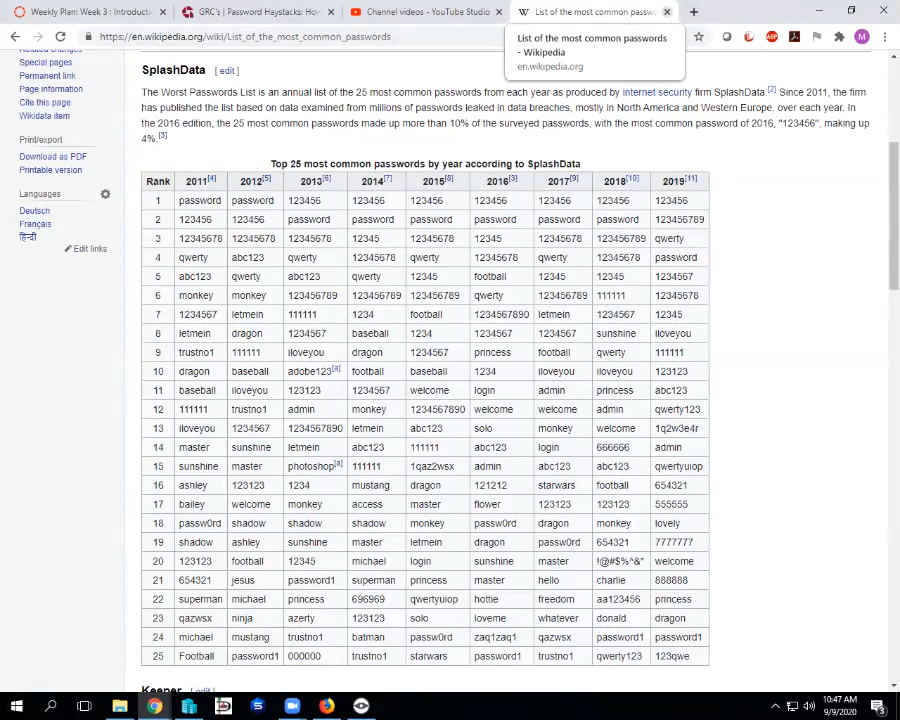 Weekly Plan: Week 3 : Introduction
GRC's | Password Haystacks: How
Channel videos - YouTube Studio
List of the most common passwo
https://en.wikipedia.org/wiki/List_of_the_most_common_passwords
ABP
M
List of the most common passwords
- Wikipedia
en.wikipedia.org
Related changes
Special pages
Permanent link
Page information
Cite this page
Wikidata item
Print/export
Download as PDF
Printable version
Languages
Deutsch
Français
हिन्दी
Edit links
SplashData [ edit ]
The Worst Passwords List is an annual list of the 25 most common passwords from each year as produced by internet security firm SplashData.[2] Since 2011, the firm
has published the list based on data examined from millions of passwords leaked in data breaches, mostly in North America and Western Europe, over each year. In
the 2016 edition, the 25 most common passwords made up more than 10% of the surveyed passwords, with the most common password of 2016, "123456", making up
4%.[3]
Top 25 most common passwords by year according to SplashData
Rank 2011[4] 2012[5] 2013[6] 2014[7] 2015[8] 2016[3] 2017[9] 2018[10] 2019[11]
1 password password 123456 123456 123456 123456 123456 123456 123456
2 123456 123456 password password password password password password 123456789
3 12345678 12345678 12345678 12345 12345678 12345 12345678 123456789 qwerty
4 qwerty abc123 qwerty 12345678 qwerty 12345678 qwerty 12345678 password
5 abc123 qwerty abc123 qwerty 12345 football 12345 12345 1234567
6 monkey monkey 123456789 123456789 123456789 qwerty 123456789 111111 12345678
7 1234567 letmein 111111 1234 football 1234567890 letmein 1234567 12345
8 letmein dragon 1234567 baseball 1234 1234567 1234567 sunshine iloveyou
9 trustno1 111111 iloveyou dragon 1234567 princess football qwerty 111111
10 dragon baseball adobe123[a] football baseball 1234 iloveyou iloveyou 123123
11 baseball iloveyou 123123 1234567 welcome login admin princess abc123
12 111111 trustno1 admin monkey 1234567890 welcome welcome admin qwerty123
13 iloveyou 1234567 1234567890 letmein abc123 solo monkey welcome 1q2w3e4r
14 master sunshine letmein abc123 111111 abc123 login 666666 admin
15 sunshine master photoshop[a] 111111 1qaz2wsx admin abc123 abc123 qwertyuiop
16 ashley 123123 1234 mustang dragon 121212 starwars football 654321
17 bailey welcome monkey access master flower 123123 123123 555555
18 passw0rd shadow shadow shadow monkey passw0rd dragon monkey lovely
19 shadow ashley sunshine master letmein dragon passw0rd 654321 7777777
20 123123 football 12345 michael login sunshine master !@#$%^&* welcome
21 654321 jesus password1 superman princess master hello charlie 888888
22 superman michael princess 696969 qwertyuiop hottie freedom aa123456 princess
23 qazwsx ninja azerty 123123 solo loveme whatever donald dragon
24 michael mustang trustno1 batman passw0rd zaq1zaq1 qazwsx password1 password1
25 Football password1 000000 trustno1 starwars password1 trustno1 qwerty123 123qwe
Keeper [ edit ]
10:47 AM
9/9/2020
3